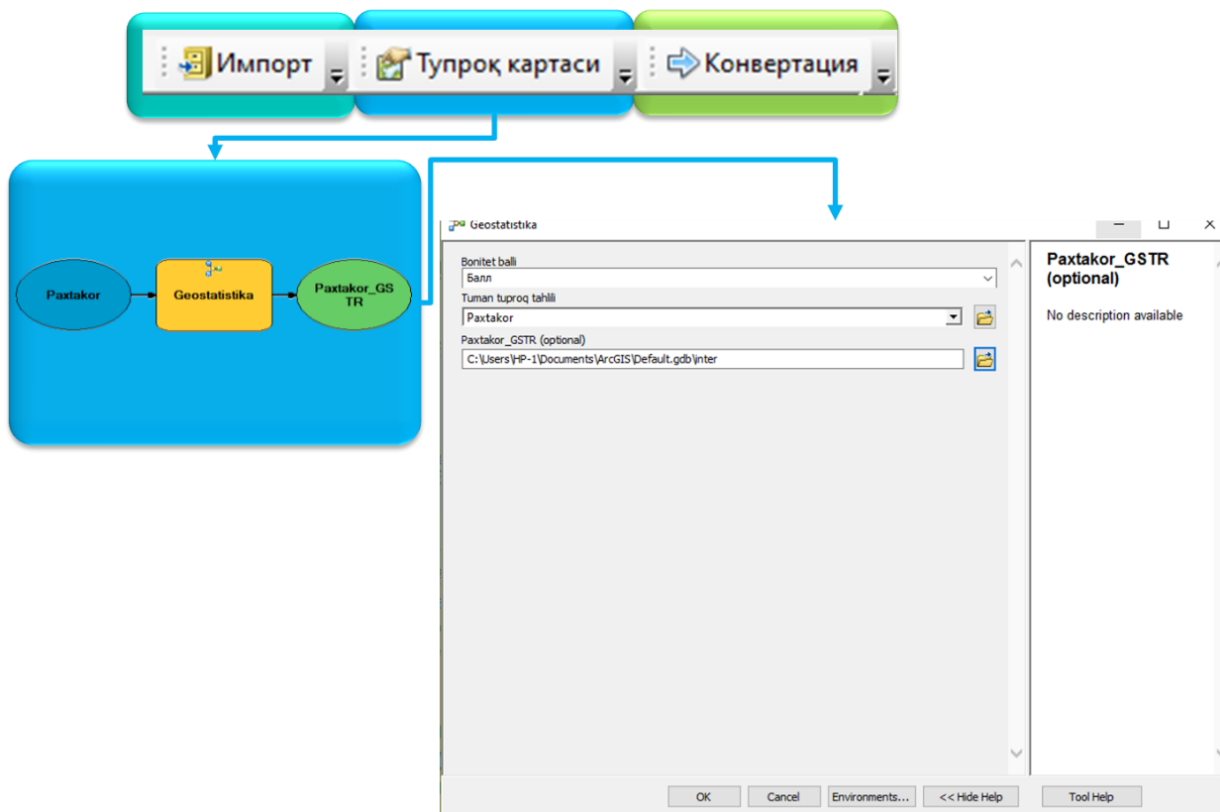 Импорт
Тупроқ картаси
Конвертация
Paxtakor
Geostatistika
Paxtakor_GS
TR
Geostatistika
Bonitet balli
Балл
Tuman tuproq tahlili
Paxtakor
Paxtakor_GSTR (optional)
C:\Users\HP-1\Documents\ArcGIS\Default.gdb\inter
Paxtakor_GSTR
(optional)
No description available
OK
Cancel
Environments...
<< Hide Help
Tool Help